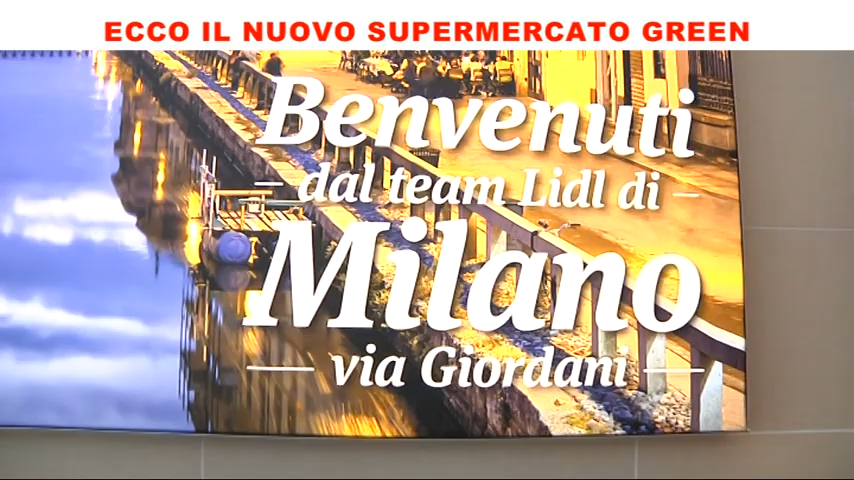 ECCO IL NUOVO SUPERMERCATO GREEN
Benvenuti
dal team Lidl di
Milano
via Giordani